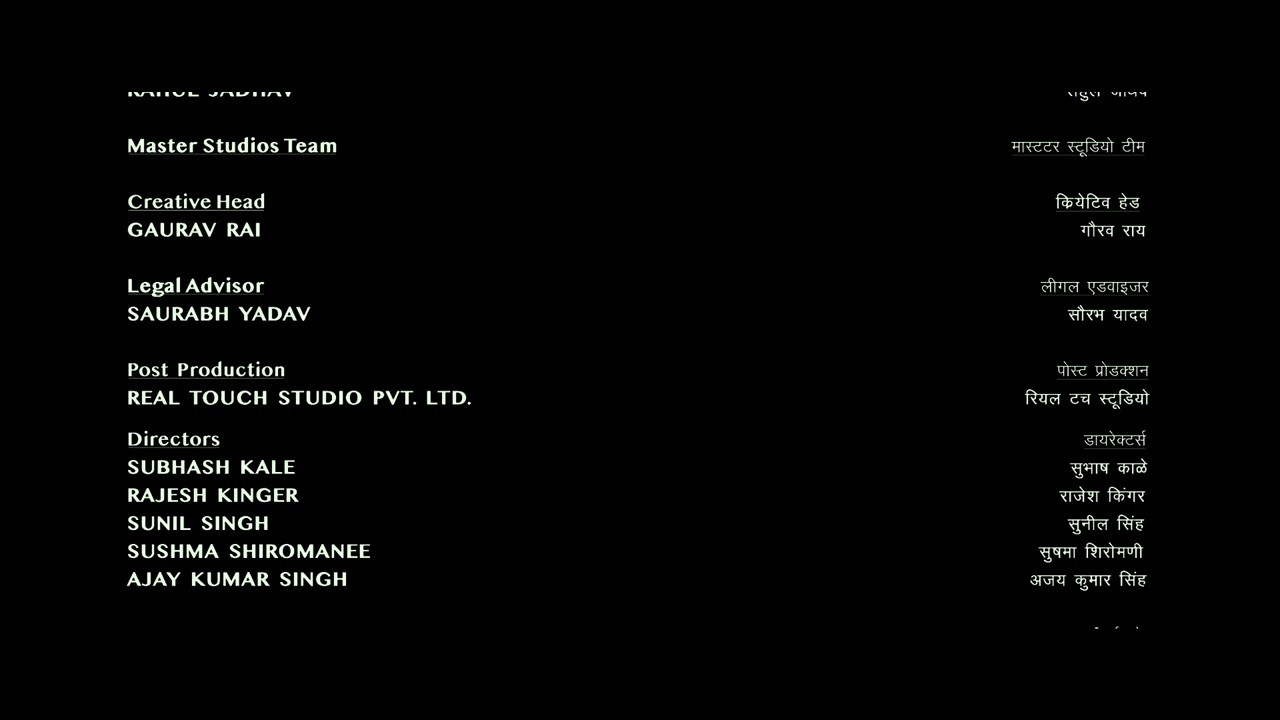 Master Studios Team मास्टटर स्टूडियो टीम
Creative Head कियेटिव हेड
GAURAV RAI गौरव राय
Legal Advisor लीगल एडवाइजर
SAURABH YADAV सौरभ यादव
Post Production पोस्ट प्रोडक्शन
REAL TOUCH STUDIO PVT. LTD. रियल टच स्टूडियो
Directors डायरेक्टर्स
SUBHASH KALE सुभाष काळे
RAJESH KINGER राजेश किंगर
SUNIL SINGH सुनील सिंह
SUSHMA SHIROMANEE सुषमा शिरोमणी
AJAY KUMAR SINGH अजय कुमार सिंह